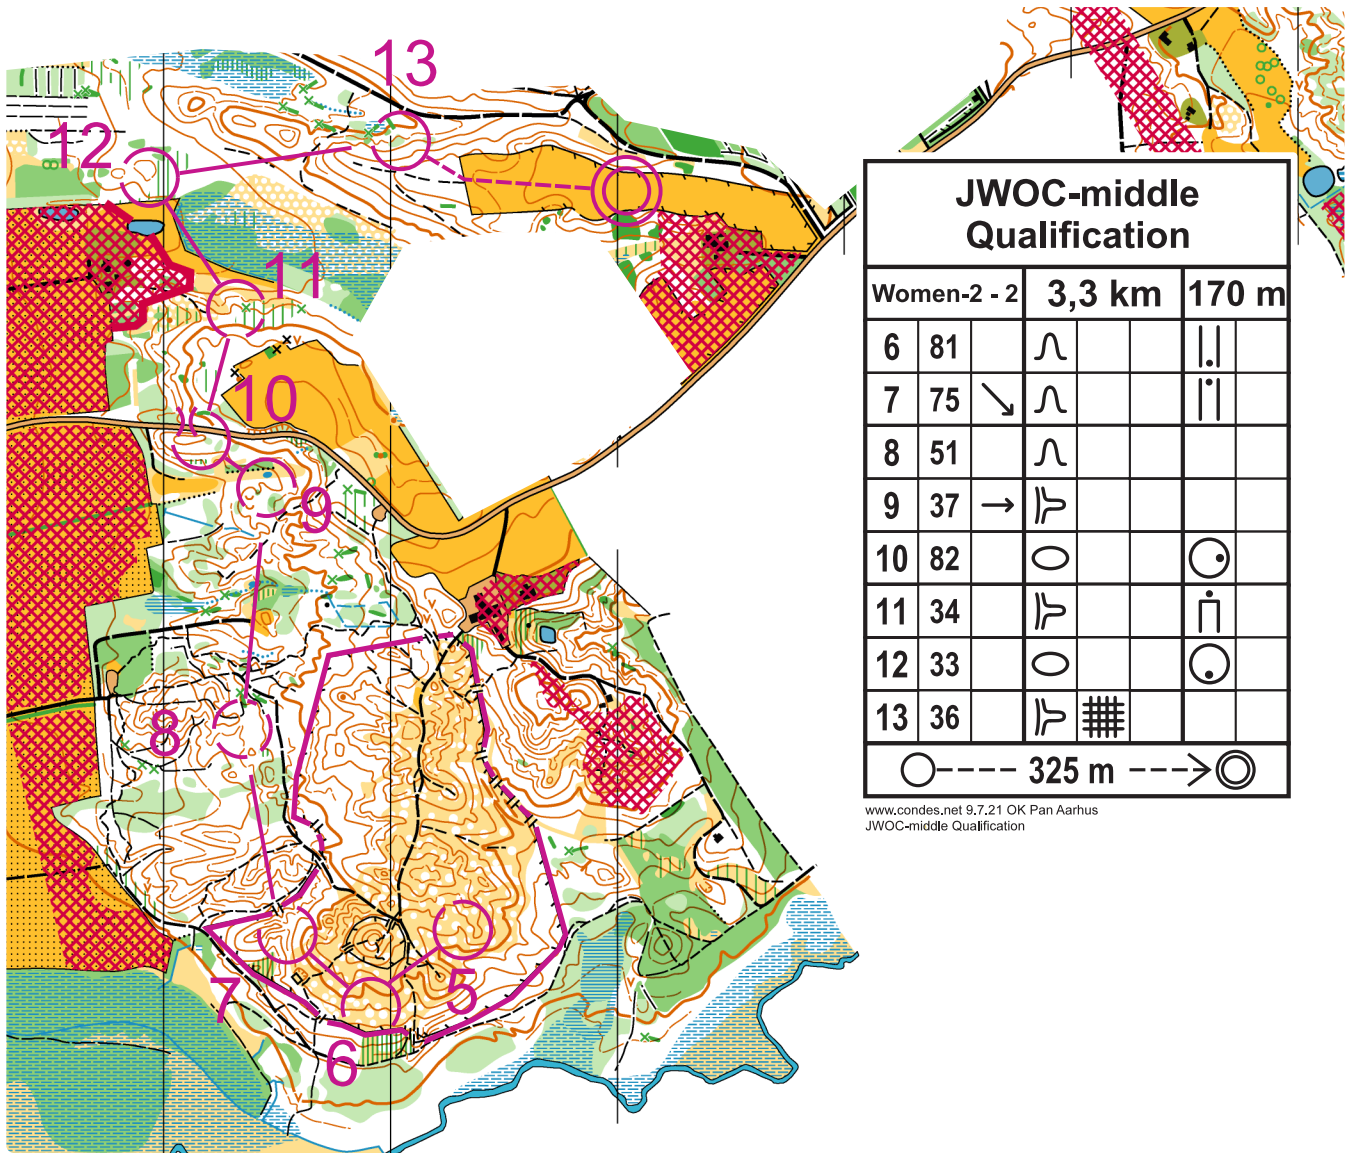 13
12
11
10
9
8
7
6
5
JWOC-middle
Qualification
Women-2 - 2 3,3 km 170 m
6 81
7 75
8 51
9 37
10 82
11 34
12 33
13 36
325 m
www.condes.net 9.7.21 OK Pan Aarhus
JWOC-middle Qualification